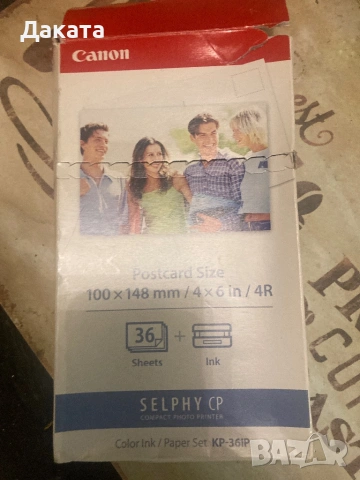 Даката
Canon
Postcard Size
100 × 148 mm / 4 × 6 in / 4R
36 +
Sheets Ink
SELPHY CP
COMPACT PHOTO PRINTER
Color Ink / Paper Set KP-36IP
BAZAR